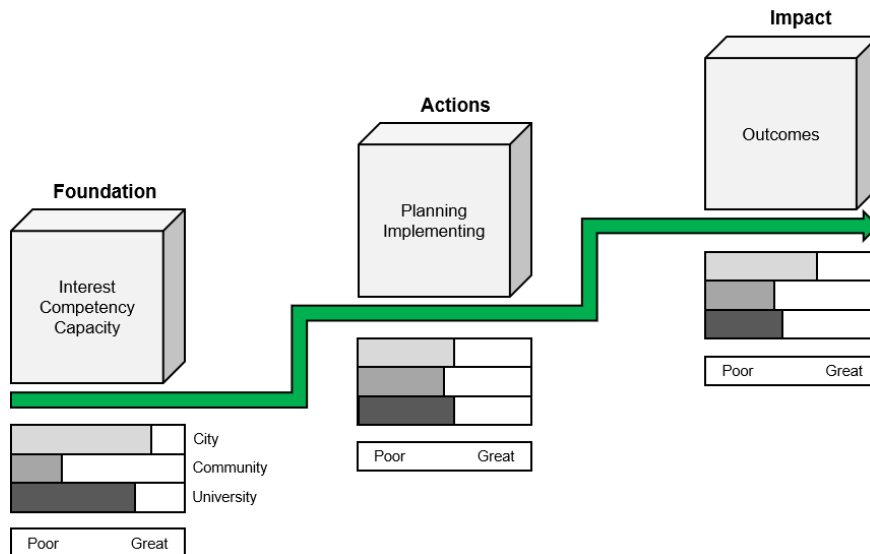 Foundation
Interest
Competency
Capacity
City
Community
University
Poor Great
Actions
Planning
Implementing
Poor Great
Impact
Outcomes
Poor Great